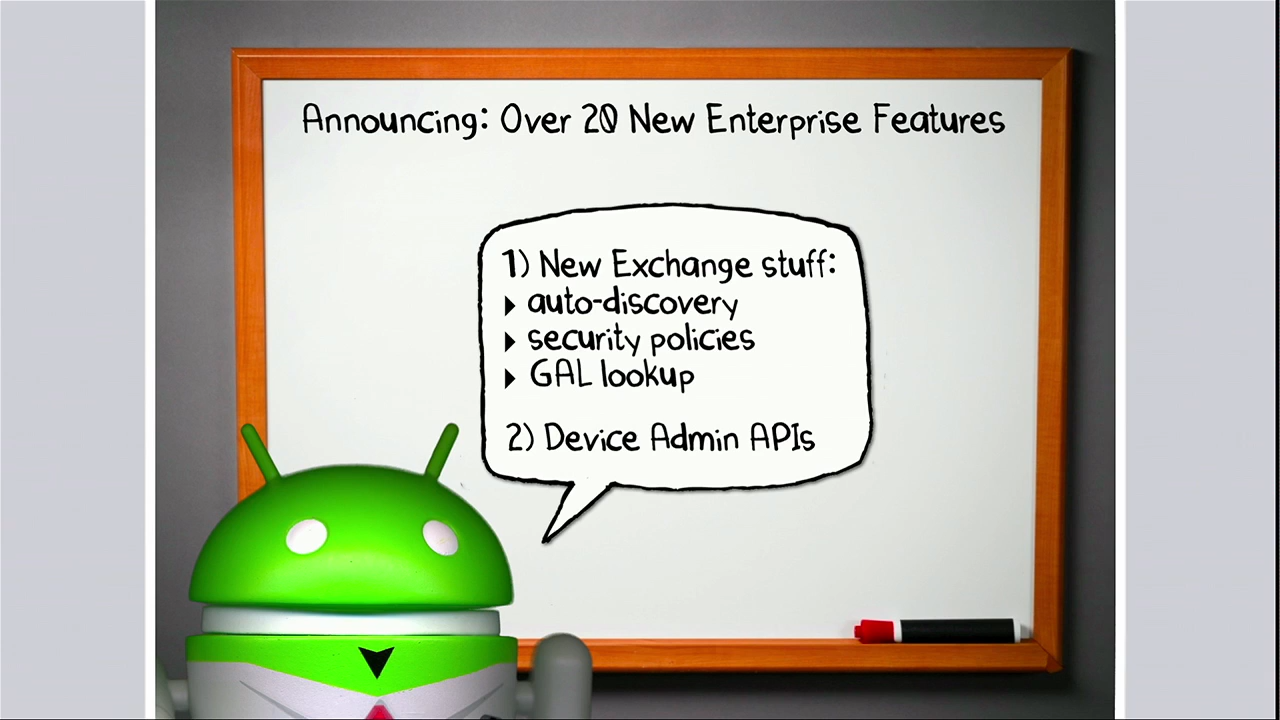 Announcing: Over 20 New Enterprise Features
1) New Exchange stuff:
‣ auto-discovery
‣ security policies
‣ GAL lookup
2) Device Admin APIs